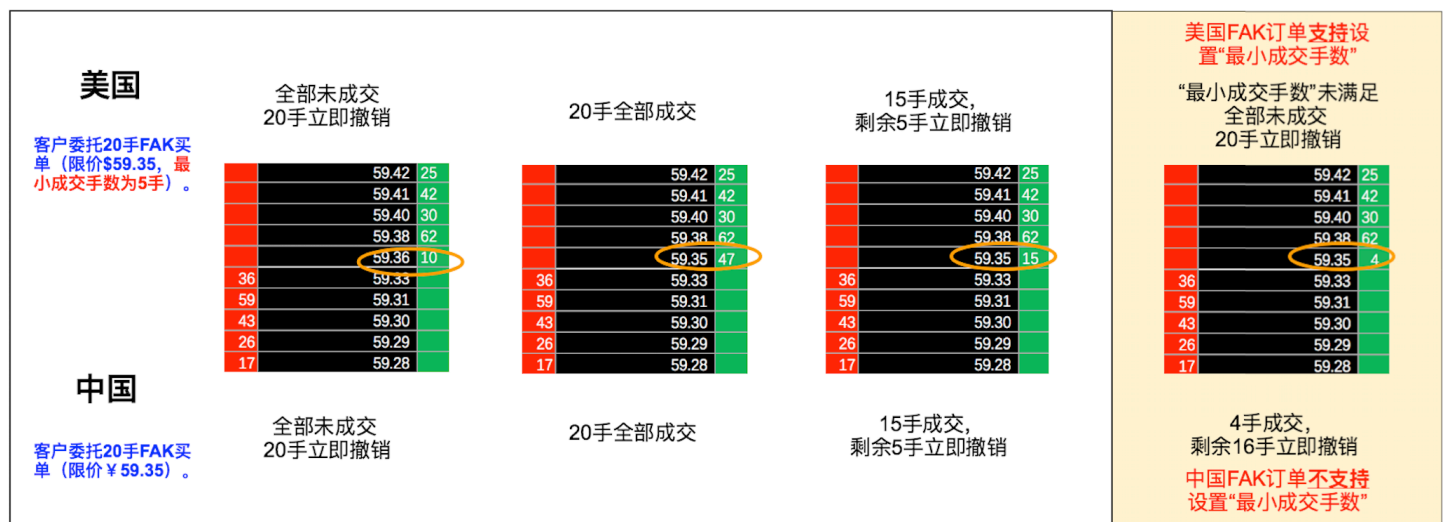 美国
客户委托20手FAK买
单（限价$59.35，最
小成交手数为5手）。
全部未成交
20手立即撤销
59.42 25
59.41 42
59.40 30
59.38 62
59.36 10
36 59.33
59 59.31
43 59.30
26 59.29
17 59.28
20手全部成交
59.42 25
59.41 42
59.40 30
59.38 62
59.35 47
36 59.33
59 59.31
43 59.30
26 59.29
17 59.28
15手成交，
剩余5手立即撤销
59.42 25
59.41 42
59.40 30
59.38 62
59.35 15
36 59.33
59 59.31
43 59.30
26 59.29
17 59.28
美国FAK订单支持设
置“最小成交手数”
“最小成交手数”未满足
全部未成交
20手立即撤销
59.42 25
59.41 42
59.40 30
59.38 62
59.35 4
36 59.33
59 59.31
43 59.30
26 59.29
17 59.28
中国
客户委托20手FAK买
单（限价￥59.35）。
全部未成交
20手立即撤销
20手全部成交
15手成交，
剩余5手立即撤销
4手成交，
剩余16手立即撤销
中国FAK订单不支持
设置“最小成交手数”